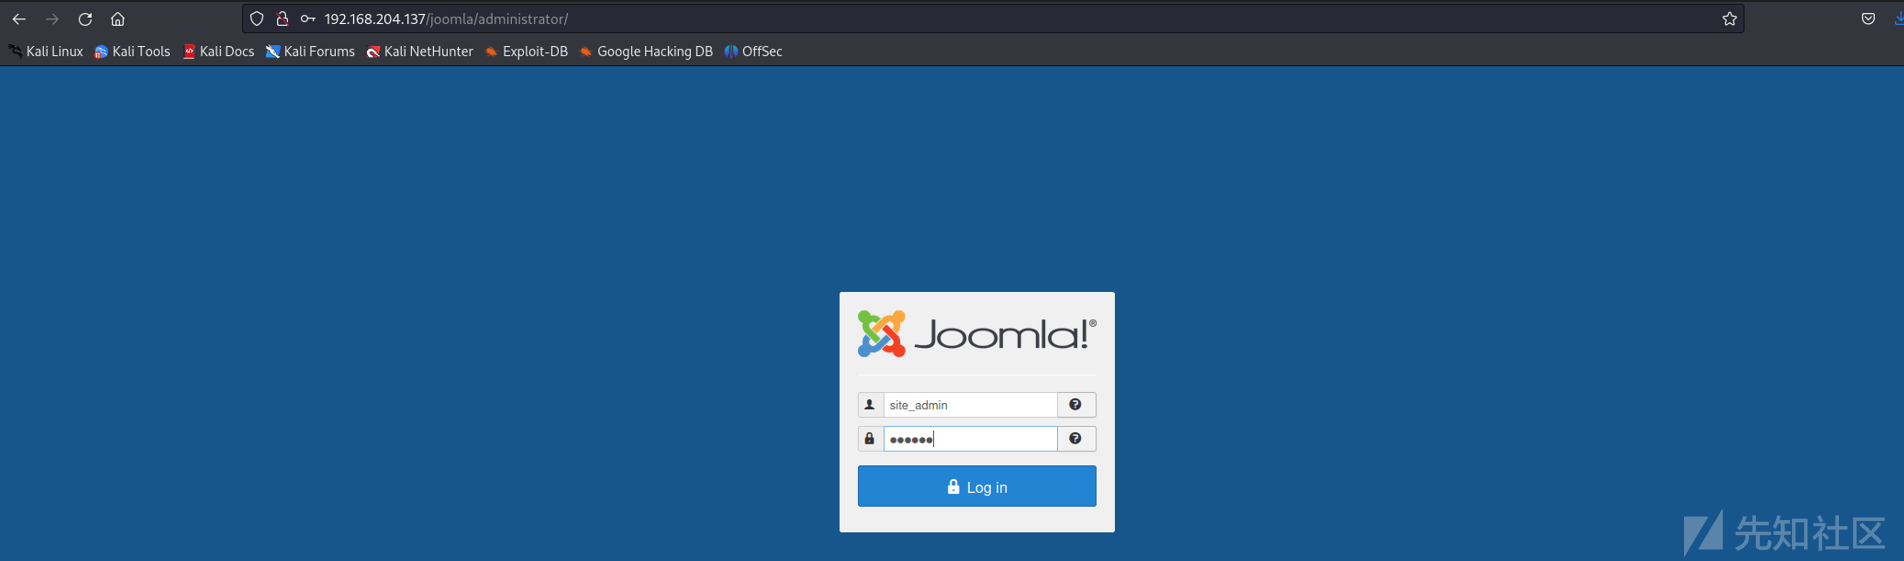 192.168.204.137/joomla/administrator/
Kali Linux Kali Tools Kali Docs Kali Forums Kali NetHunter Exploit-DB Google Hacking DB OffSec
Joomla!®
site_admin
Log in
先知社区